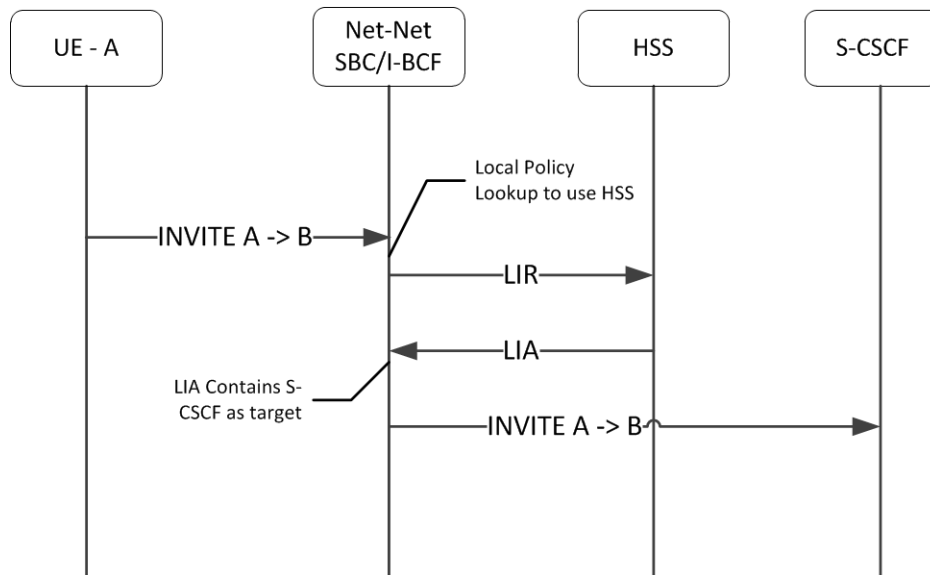 UE - A
Net-Net
SBC/I-BCF
HSS
S-CSCF
Local Policy
Lookup to use HSS
INVITE A -> B
LIR
LIA
LIA Contains S-
CSCF as target
INVITE A -> B